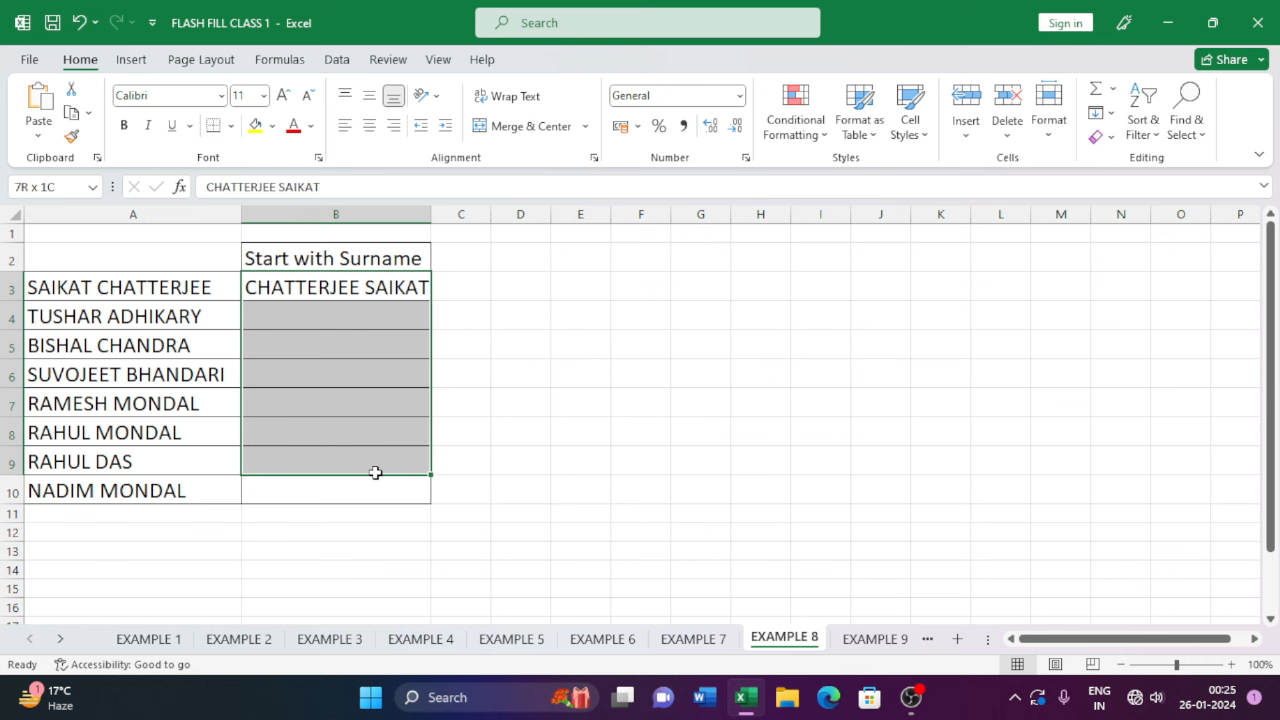 FLASH FILL CLASS 1 - Excel
Search
Sign in
File Home Insert Page Layout Formulas Data Review View Help
Share
Paste
Calibri 11
Wrap Text
General
Merge & Center
Conditional Formatting
Format as Table
Cell Styles
Insert
Delete
Format
Sort & Filter
Find & Select
Clipboard Font Alignment Number Styles Cells Editing
7R x 1C
fx
CHATTERJEE SAIKAT
A B C D E F G H I J K L M N O P
1
2 Start with Surname
3 SAIKAT CHATTERJEE CHATTERJEE SAIKAT
4 TUSHAR ADHIKARY
5 BISHAL CHANDRA
6 SUVOJEET BHANDARI
7 RAMESH MONDAL
8 RAHUL MONDAL
9 RAHUL DAS
10 NADIM MONDAL
11
12
13
14
15
16
EXAMPLE 1 EXAMPLE 2 EXAMPLE 3 EXAMPLE 4 EXAMPLE 5 EXAMPLE 6 EXAMPLE 7 EXAMPLE 8 EXAMPLE 9 ...
Ready Accessibility: Good to go 100%
1 17°C
Haze
Search
ENG
IN
00:25
26-01-2024
1